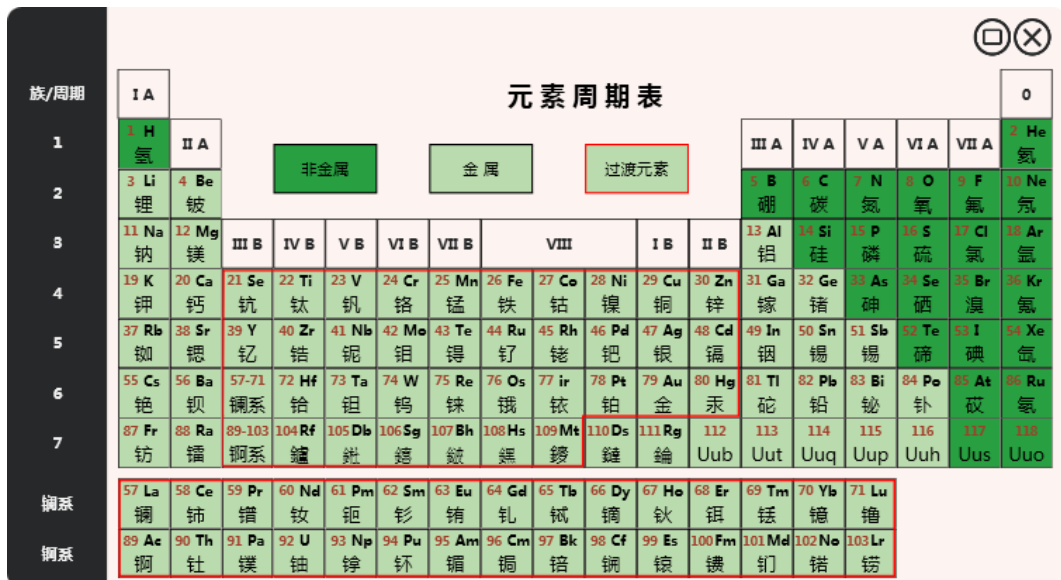 元素周期表
族/周期 I A 0
1 1 H II A III A IV A V A VI A VII A 2 He
氢 非金属 金属 过渡元素 氦
2 3 Li 4 Be 5 B 6 C 7 N 8 O 9 F 10 Ne
锂 铍 硼 碳 氮 氧 氟 氖
3 11 Na 12 Mg III B IV B V B VI B VII B VIII I B II B 13 Al 14 Si 15 P 16 S 17 Cl 18 Ar
钠 镁 铝 硅 磷 硫 氯 氩
4 19 K 20 Ca 21 Se 22 Ti 23 V 24 Cr 25 Mn 26 Fe 27 Co 28 Ni 29 Cu 30 Zn 31 Ga 32 Ge 33 As 34 Se 35 Br 36 Kr
钾 钙 钪 钛 钒 铬 锰 铁 钴 镍 铜 锌 镓 锗 砷 硒 溴 氪
5 37 Rb 38 Sr 39 Y 40 Zr 41 Nb 42 Mo 43 Te 44 Ru 45 Rh 46 Pd 47 Ag 48 Cd 49 In 50 Sn 51 Sb 52 Te 53 I 54 Xe
铷 锶 钇 锆 铌 钼 锝 钌 铑 钯 银 镉 铟 锡 锡 碲 碘 氙
6 55 Cs 56 Ba 57-71 72 Hf 73 Ta 74 W 75 Re 76 Os 77 ir 78 Pt 79 Au 80 Hg 81 Tl 82 Pb 83 Bi 84 Po 85 At 86 Ru
铯 钡 镧系 铪 钽 钨 铼 锇 铱 铂 金 汞 铊 铅 铋 钋 砹 氡
7 87 Fr 88 Ra 89-103 104 Rf 105 Db 106 Sg 107 Bh 108 Hs 109 Mt 110 Ds 111 Rg 112 113 114 115 116 117 118
钫 镭 锕系 鑪 鐽 錀 Uub Uut Uuq Uup Uuh Uus Uuo
镧系 57 La 58 Ce 59 Pr 60 Nd 61 Pm 62 Sm 63 Eu 64 Gd 65 Tb 66 Dy 67 Ho 68 Er 69 Tm 70 Yb 71 Lu
镧 铈 镨 钕 钷 钐 铕 钆 铽 镝 钬 铒 铥 镱 镥
锕系 89 Ac 90 Th 91 Pa 92 U 93 Np 94 Pu 95 Am 96 Cm 97 Bk 98 Cf 99 Es 100 Fm 101 Md 102 No 103 Lr
锕 钍 镤 铀 镎 钚 镅 锔 锫 锎 锿 镄 钔 锘 铹